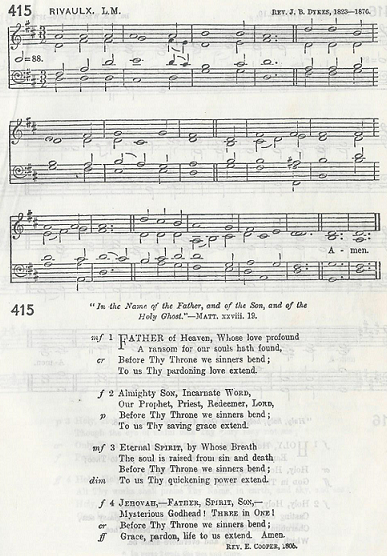 415 RIVAULX. L.M. REV. J. B. DYKES, 1823—1876.
=88.
A - men.
415
"In the Name of the Father, and of the Son, and of the
Holy Ghost."—MATT. xxviii. 19.
mf 1 FATHER of Heaven, Whose love profound
A ransom for our souls hath found,
cr Before Thy Throne we sinners bend;
To us Thy pardoning love extend.
f 2 Almighty SON, Incarnate WORD,
Our Prophet, Priest, Redeemer, LORD,
p Before Thy Throne we sinners bend;
To us Thy saving grace extend.
mf 3 Eternal SPIRIT, by Whose Breath
The soul is raised from sin and death,
Before Thy Throne we sinners bend;
dim To us Thy quickening power extend.
f 4 JEHOVAH,—FATHER, SPIRIT, SON,—
Mysterious Godhead! THREE in ONE!
cr Before Thy Throne we sinners bend;
ff Grace, pardon, life to us extend. Amen.
REV. E. COOPER, 1805.